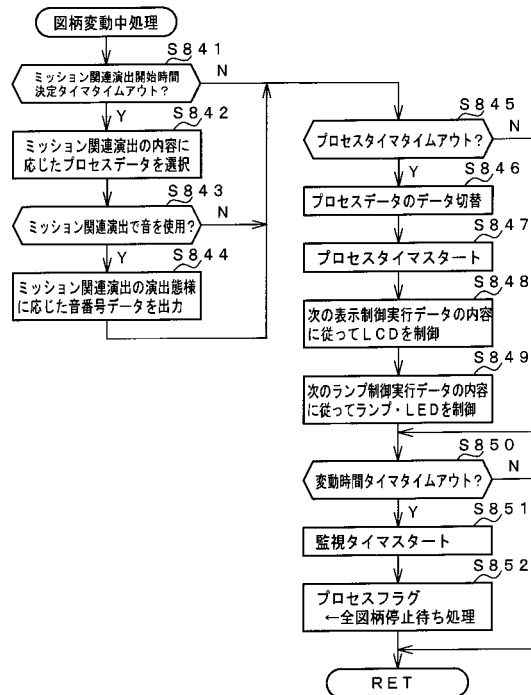 図柄変動中処理
S841
ミッション関連演出開始時間
決定タイマタイムアウト?
N
Y
S842
ミッション関連演出の内容に
応じたプロセスデータを選択
S843
ミッション関連演出で音を使用?
N
Y
S844
ミッション関連演出の演出態様
に応じた音番号データを出力
S845
プロセスタイマタイムアウト?
N
Y
S846
プロセスデータのデータ切替
S847
プロセスタイマスタート
S848
次の表示制御実行データの内容
に従ってLCDを制御
S849
次のランプ制御実行データの内容
に従ってランプ・LEDを制御
S850
変動時間タイマタイムアウト?
N
Y
S851
監視タイマスタート
S852
プロセスフラグ
←全図柄停止待ち処理
RET